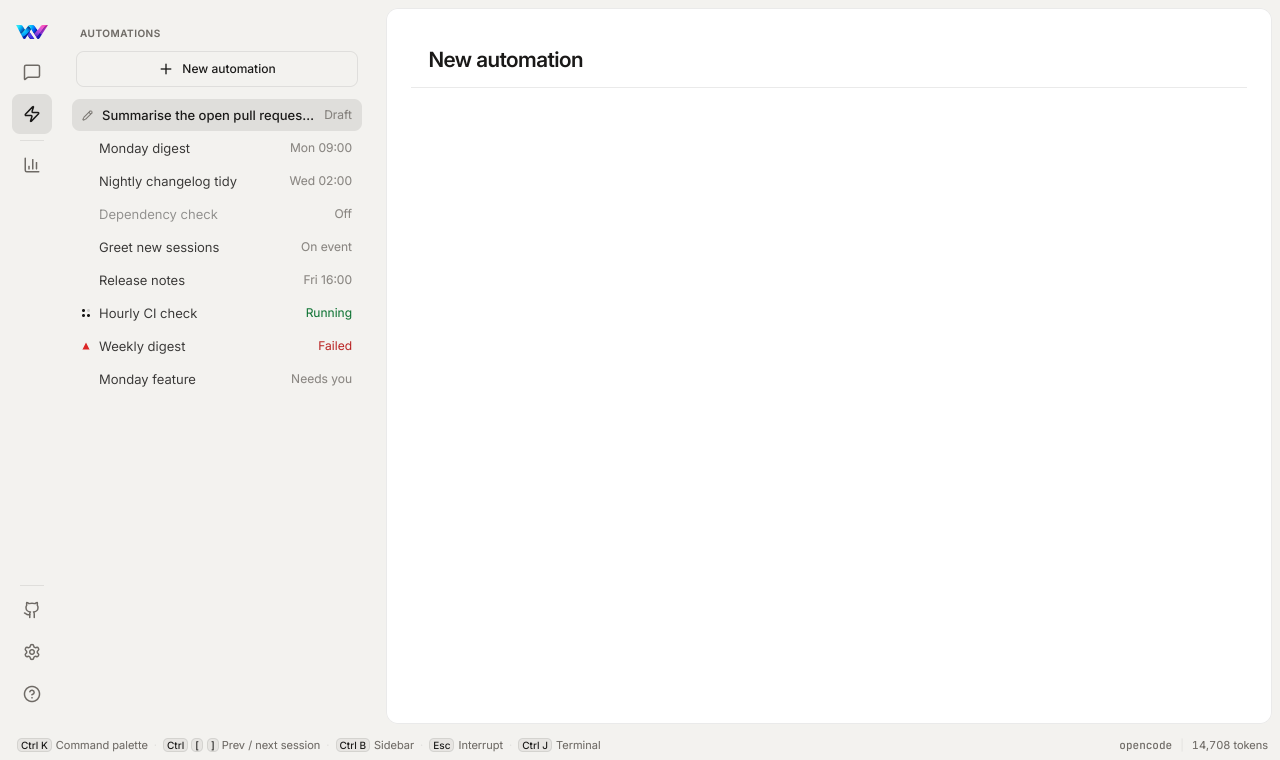 AUTOMATIONS
New automation
Summarise the open pull reques... Draft
Monday digest Mon 09:00
Nightly changelog tidy Wed 02:00
Dependency check Off
Greet new sessions On event
Release notes Fri 16:00
Hourly CI check Running
Weekly digest Failed
Monday feature Needs you
New automation
Ctrl K Command palette Ctrl [ ] Prev / next session Ctrl B Sidebar Esc Interrupt Ctrl J Terminal opencode 14,708 tokens